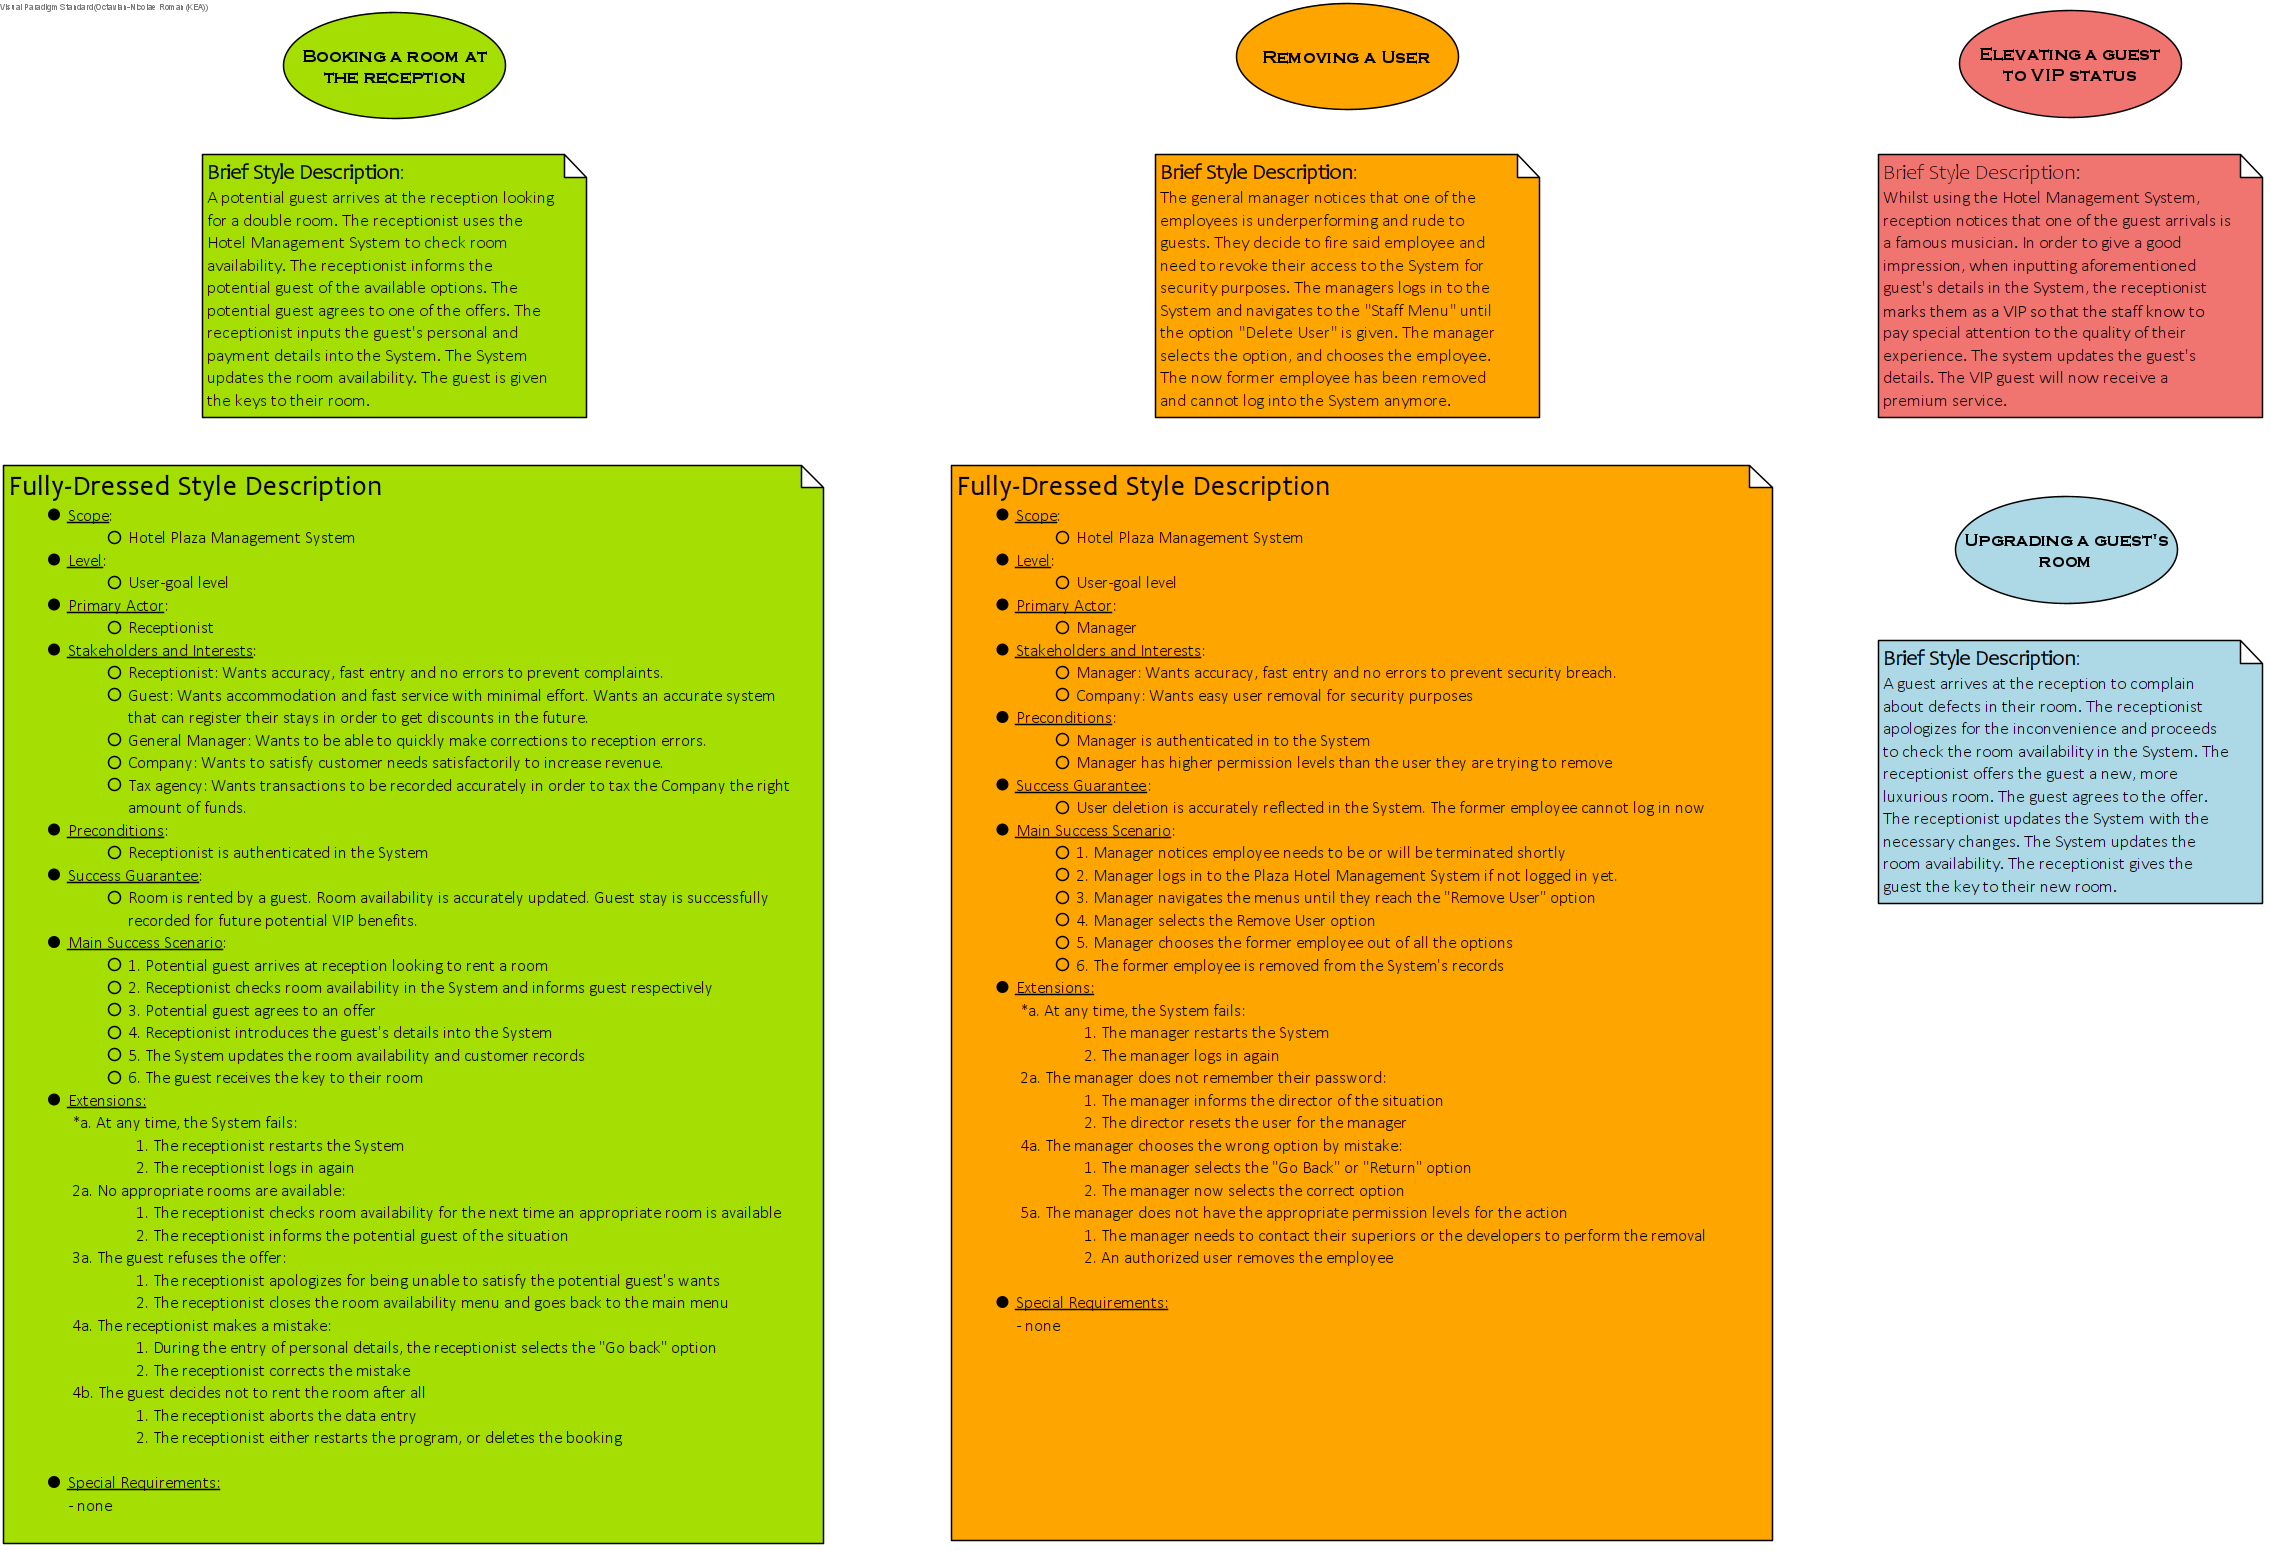 Visual Paradigm Standard(Octavian-Nicolae Roman(KEA))
BOOKING A ROOM AT
THE RECEPTION
Brief Style Description:
A potential guest arrives at the reception looking
for a double room. The receptionist uses the
Hotel Management System to check room
availability. The receptionist informs the
potential guest of the available options. The
potential guest agrees to one of the offers. The
receptionist inputs the guest's personal and
payment details into the System. The System
updates the room availability. The guest is given
the keys to their room.
Fully-Dressed Style Description
Scope:
Hotel Plaza Management System
Level:
User-goal level
Primary Actor:
Receptionist
Stakeholders and Interests:
Receptionist: Wants accuracy, fast entry and no errors to prevent complaints.
Guest: Wants accommodation and fast service with minimal effort. Wants an accurate system
that can register their stays in order to get discounts in the future.
General Manager: Wants to be able to quickly make corrections to reception errors.
Company: Wants to satisfy customer needs satisfactorily to increase revenue.
Tax agency: Wants transactions to be recorded accurately in order to tax the Company the right
amount of funds.
Preconditions:
Receptionist is authenticated in the System
Success Guarantee:
Room is rented by a guest. Room availability is accurately updated. Guest stay is successfully
recorded for future potential VIP benefits.
Main Success Scenario:
1. Potential guest arrives at reception looking to rent a room
2. Receptionist checks room availability in the System and informs guest respectively
3. Potential guest agrees to an offer
4. Receptionist introduces the guest's details into the System
5. The System updates the room availability and customer records
6. The guest receives the key to their room
Extensions:
*a. At any time, the System fails:
1. The receptionist restarts the System
2. The receptionist logs in again
2a. No appropriate rooms are available:
1. The receptionist checks room availability for the next time an appropriate room is available
2. The receptionist informs the potential guest of the situation
3a. The guest refuses the offer:
1. The receptionist apologizes for being unable to satisfy the potential guest's wants
2. The receptionist closes the room availability menu and goes back to the main menu
4a. The receptionist makes a mistake:
1. During the entry of personal details, the receptionist selects the "Go back" option
2. The receptionist corrects the mistake
4b. The guest decides not to rent the room after all
1. The receptionist aborts the data entry
2. The receptionist either restarts the program, or deletes the booking
Special Requirements:
- none
REMOVING A USER
Brief Style Description:
The general manager notices that one of the
employees is underperforming and rude to
guests. They decide to fire said employee and
need to revoke their access to the System for
security purposes. The managers logs in to the
System and navigates to the "Staff Menu" until
the option "Delete User" is given. The manager
selects the option, and chooses the employee.
The now former employee has been removed
and cannot log into the System anymore.
Fully-Dressed Style Description
Scope:
Hotel Plaza Management System
Level:
User-goal level
Primary Actor:
Manager
Stakeholders and Interests:
Manager: Wants accuracy, fast entry and no errors to prevent security breach.
Company: Wants easy user removal for security purposes
Preconditions:
Manager is authenticated in to the System
Manager has higher permission levels than the user they are trying to remove
Success Guarantee:
User deletion is accurately reflected in the System. The former employee cannot log in now
Main Success Scenario:
1. Manager notices employee needs to be or will be terminated shortly
2. Manager logs in to the Plaza Hotel Management System if not logged in yet.
3. Manager navigates the menus until they reach the "Remove User" option
4. Manager selects the Remove User option
5. Manager chooses the former employee out of all the options
6. The former employee is removed from the System's records
Extensions:
*a. At any time, the System fails:
1. The manager restarts the System
2. The manager logs in again
2a. The manager does not remember their password:
1. The manager informs the director of the situation
2. The director resets the user for the manager
4a. The manager chooses the wrong option by mistake:
1. The manager selects the "Go Back" or "Return" option
2. The manager now selects the correct option
5a. The manager does not have the appropriate permission levels for the action
1. The manager needs to contact their superiors or the developers to perform the removal
2. An authorized user removes the employee
Special Requirements:
- none
ELEVATING A GUEST
TO VIP STATUS
Brief Style Description:
Whilst using the Hotel Management System,
reception notices that one of the guest arrivals is
a famous musician. In order to give a good
impression, when inputting aforementioned
guest's details in the System, the receptionist
marks them as a VIP so that the staff know to
pay special attention to the quality of their
experience. The system updates the guest's
details. The VIP guest will now receive a
premium service.
UPGRADING A GUEST'S
ROOM
Brief Style Description:
A guest arrives at the reception to complain
about defects in their room. The receptionist
apologizes for the inconvenience and proceeds
to check the room availability in the System. The
receptionist offers the guest a new, more
luxurious room. The guest agrees to the offer.
The receptionist updates the System with the
necessary changes. The System updates the
room availability. The receptionist gives the
guest the key to their new room.